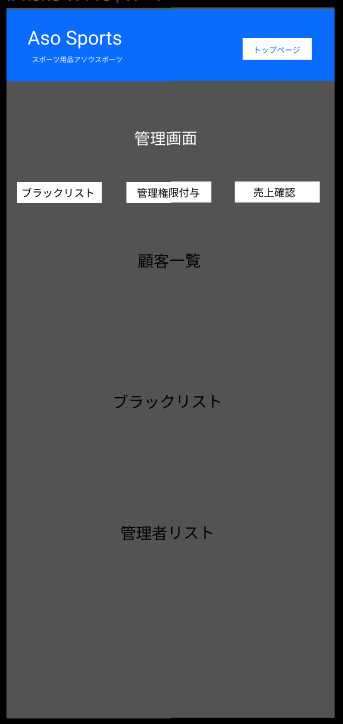 Aso Sports
スポーツ用品アソウスポーツ
トップページ
管理画面
ブラックリスト
管理権限付与
売上確認
顧客一覧
ブラックリスト
管理者リスト